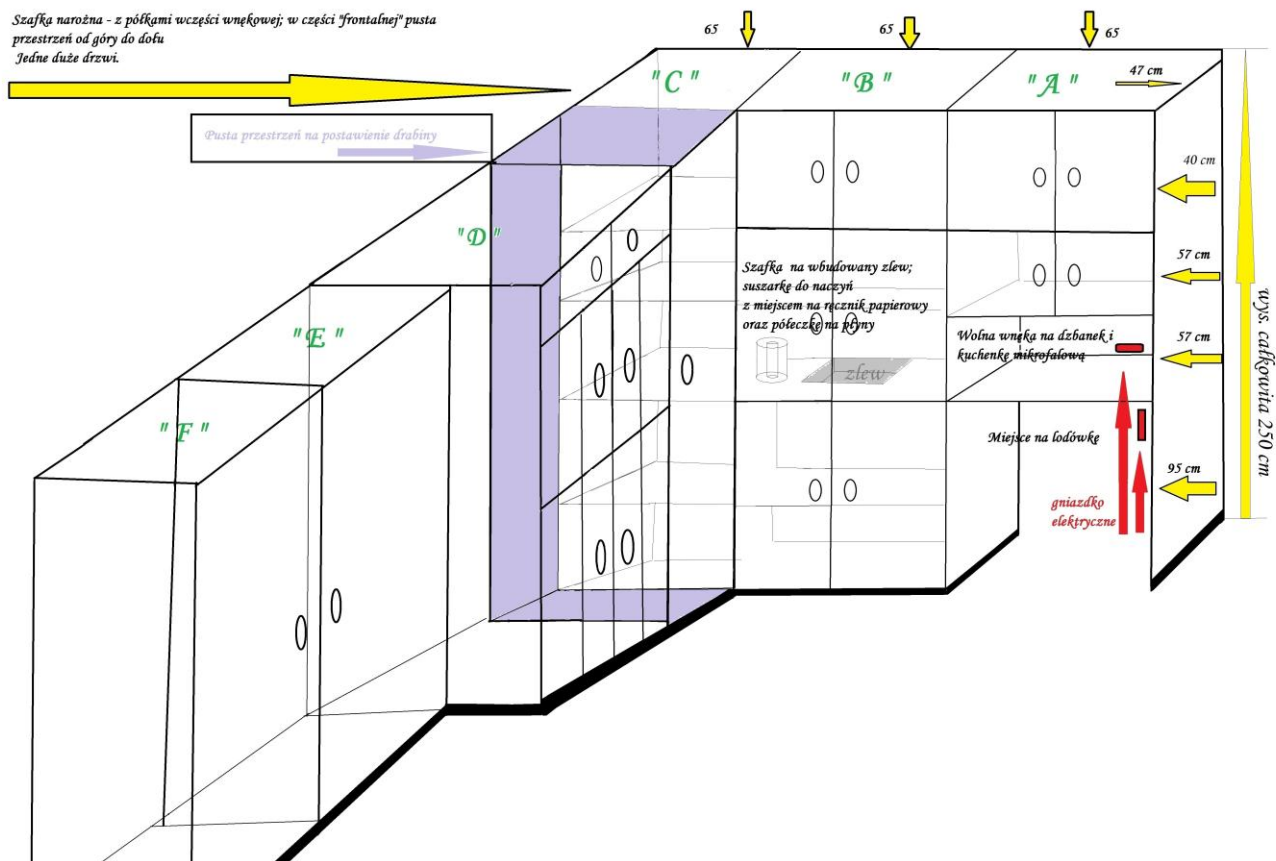 Szafka narożna - z półkami wczęści wnękowej; w części "frontalnej" pusta
przestrzeń od góry do dołu
Jedne duże drzwi.
65
65
65
" C "
" B "
" A "
47 cm
Pusta przestrzeń na postawienie drabiny
40 cm
" D "
Szafka na wbudowany zlew;
suszarkę do naczyń
z miejscem na ręcznik papierowy
oraz półeczkę na płyny
57 cm
wys. całkowita 250 cm
" E "
Wolna wnęka na dzbanek i
kuchenkę mikrofalową
57 cm
zlew
" F "
Miejsce na lodówkę
95 cm
gniazdko
elektryczne